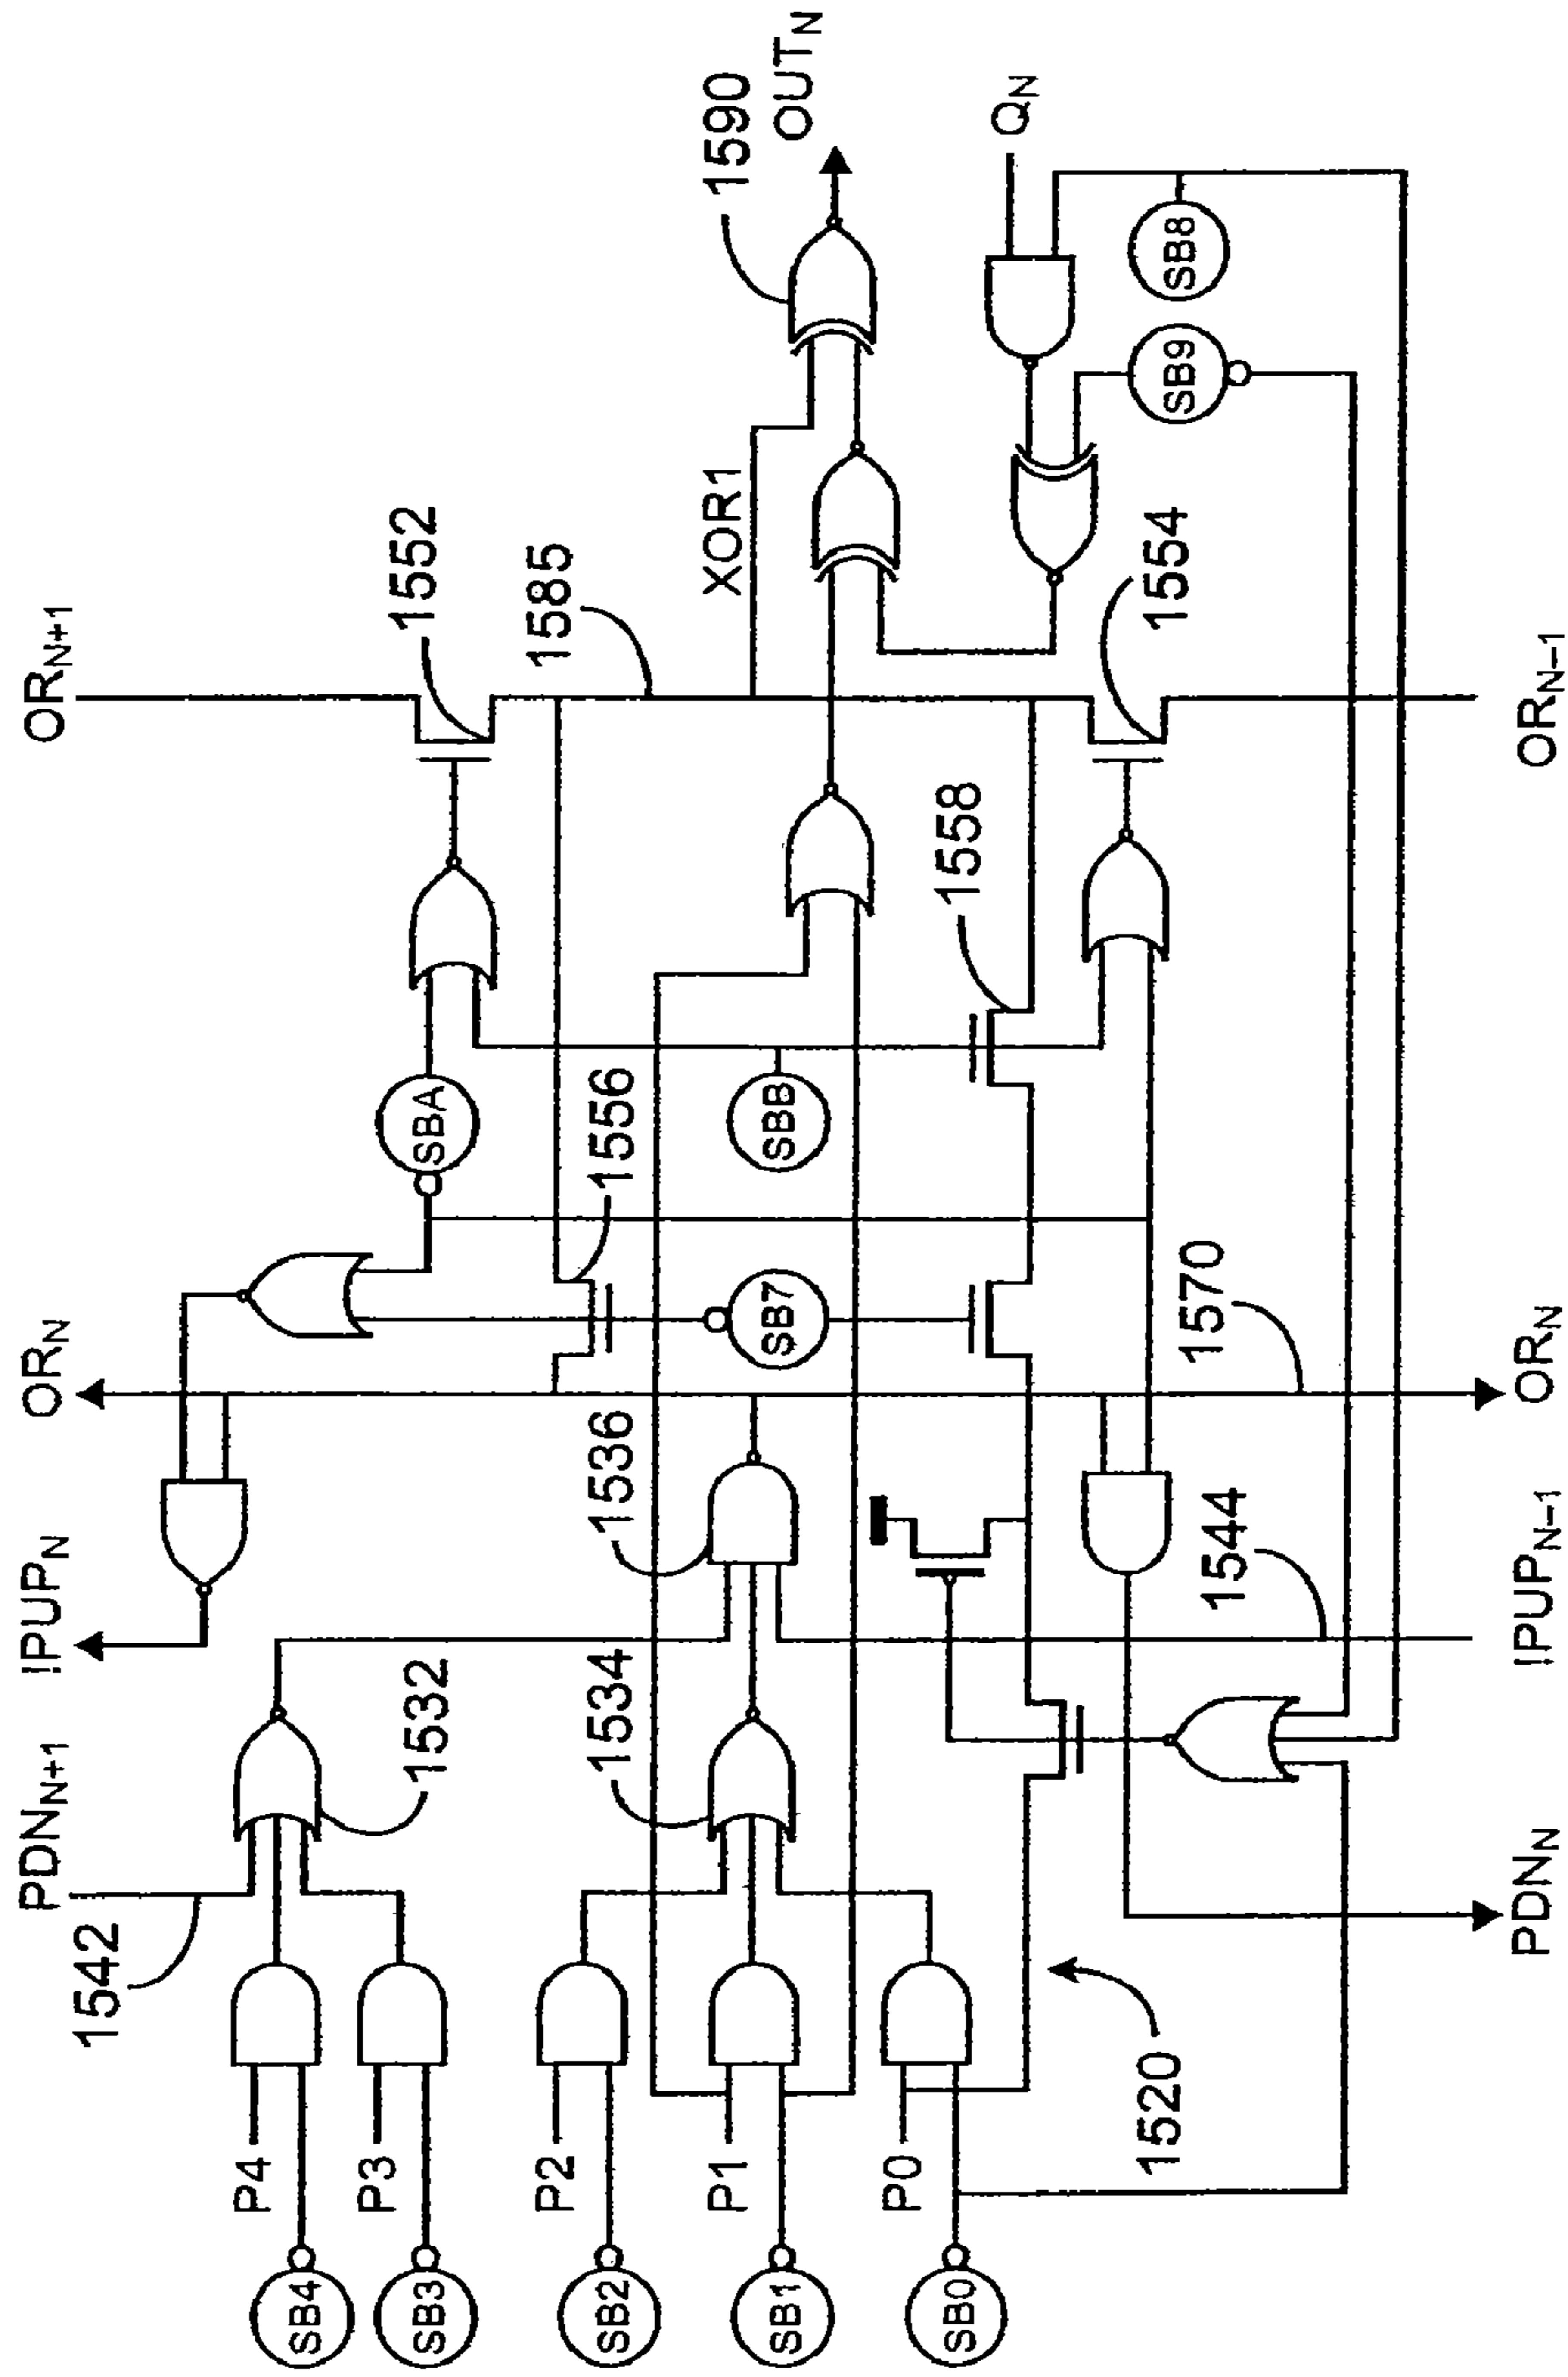 PDN_N+1
!PUP_N
OR_N
OR_N+1
1542
P4
SB4
P3
SB3
1532
SBA
1552
1585
P2
SB2
1534
1536
1556
XOR1
1590
P1
SB1
SB7
SBB
OUT_N
P0
SB0
1558
Q_N
1520
1554
SB9
SB8
1544
1570
PDN_N
!PUP_N–1
OR_N
OR_N–1